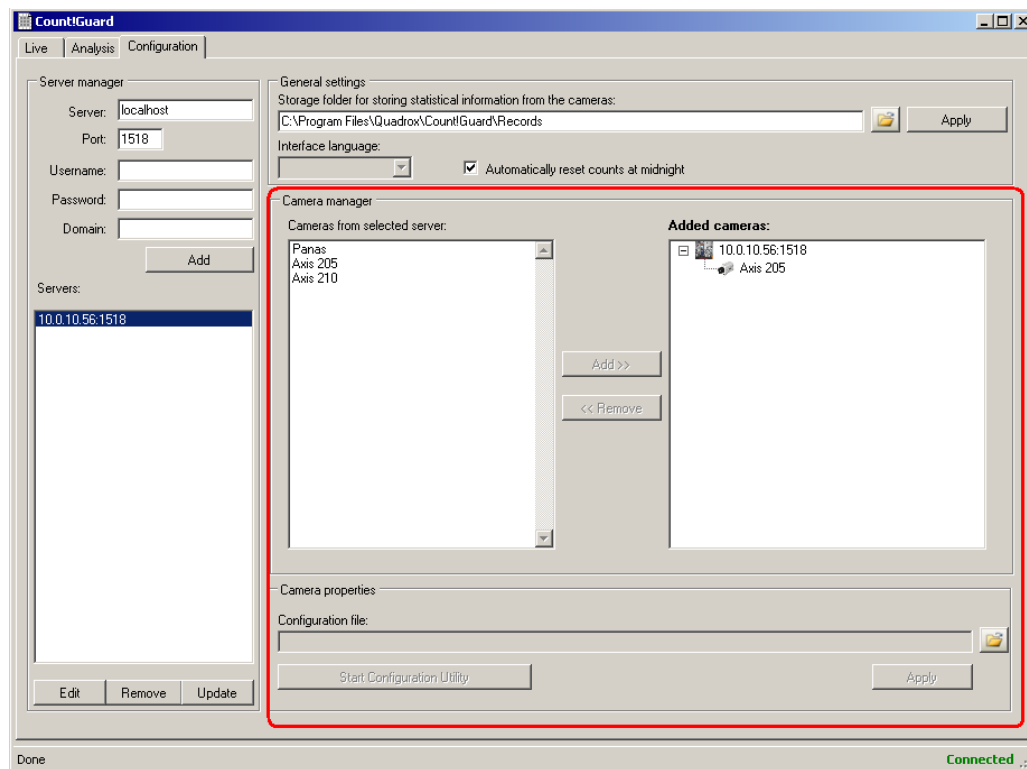 Count!Guard
Live Analysis Configuration
Server manager
Server: localhost
Port: 1518
Username:
Password:
Domain:
Add
Servers:
10.0.10.56:1518
Edit Remove Update
General settings
Storage folder for storing statistical information from the cameras:
C:\Program Files\Quadrox\Count!Guard\Records
Apply
Interface language:
Automatically reset counts at midnight
Camera manager
Cameras from selected server:
Panas
Axis 205
Axis 210
Add >>
<< Remove
Added cameras:
10.0.10.56:1518
Axis 205
Camera properties
Configuration file:
Start Configuration Utility Apply
Done Connected